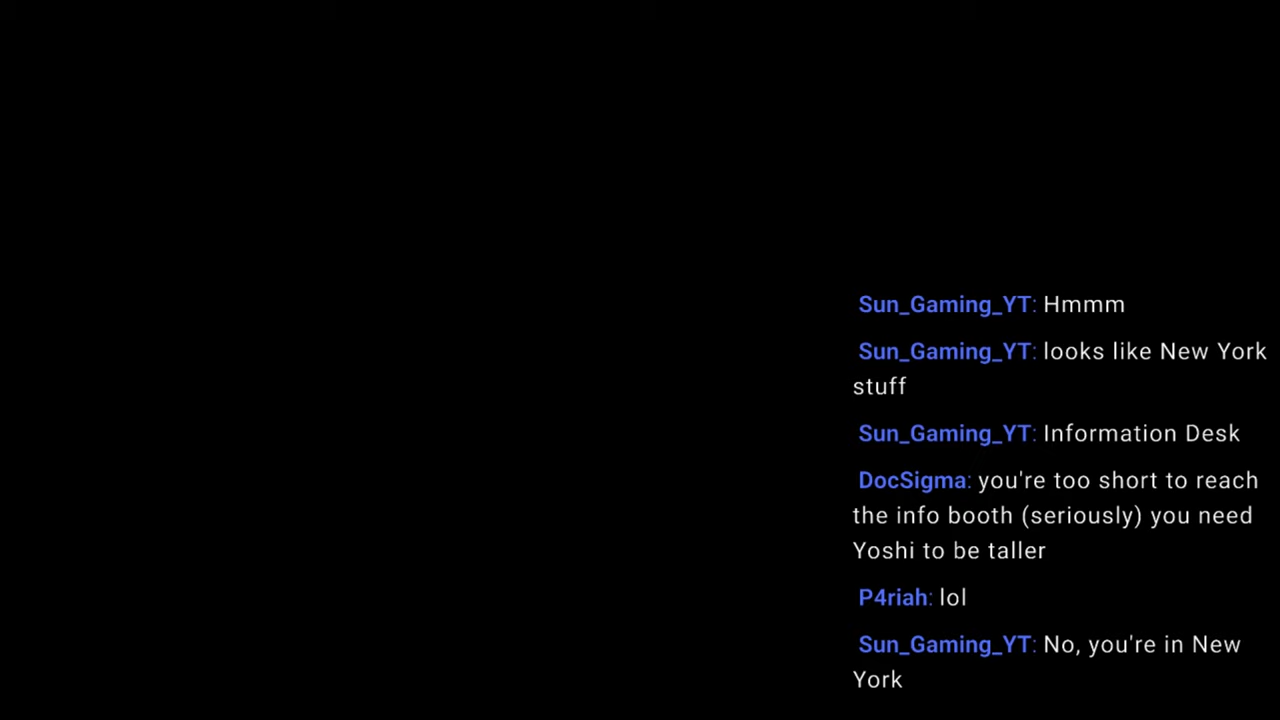 Sun_Gaming_YT: Hmmm
Sun_Gaming_YT: looks like New York
stuff
Sun_Gaming_YT: Information Desk
DocSigma: you're too short to reach
the info booth (seriously) you need
Yoshi to be taller
P4riah: lol
Sun_Gaming_YT: No, you're in New
York